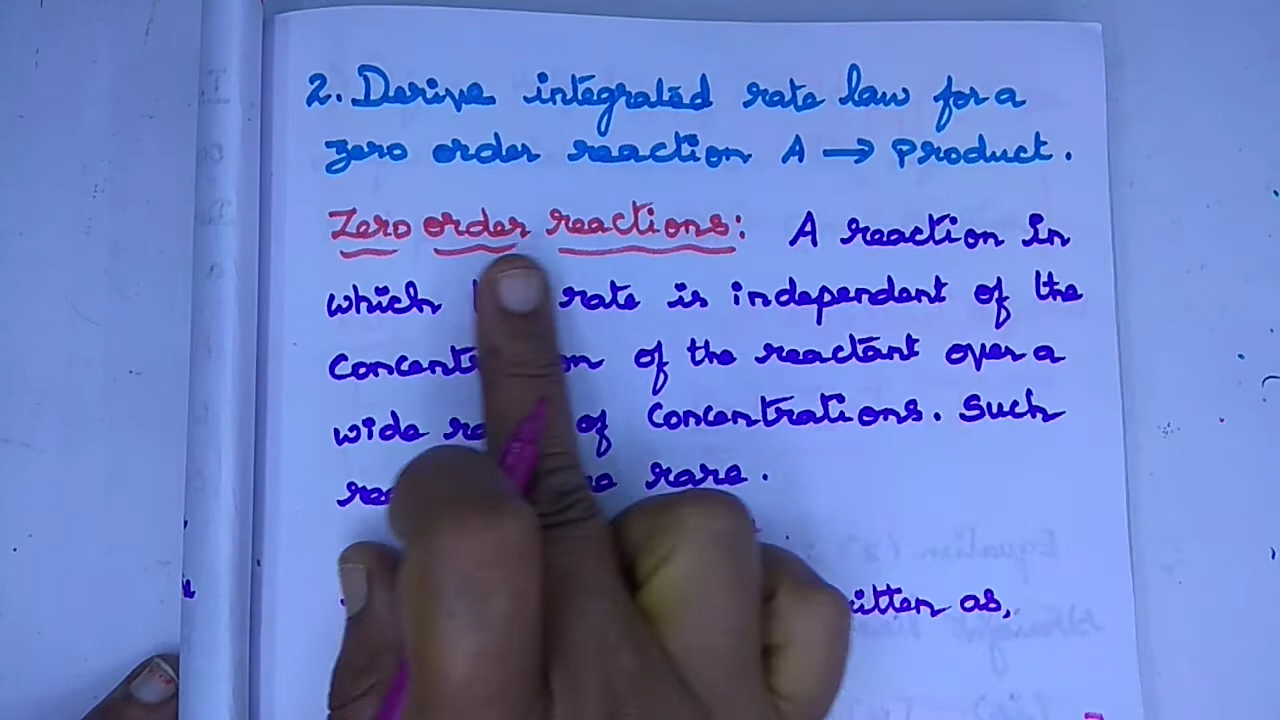 2. Derive integrated rate law for a
zero order reaction A → product.
Zero order reactions: A reaction in
which rate is independent of the
of the reactant over a
wide of concentrations. Such
rare.
written as,